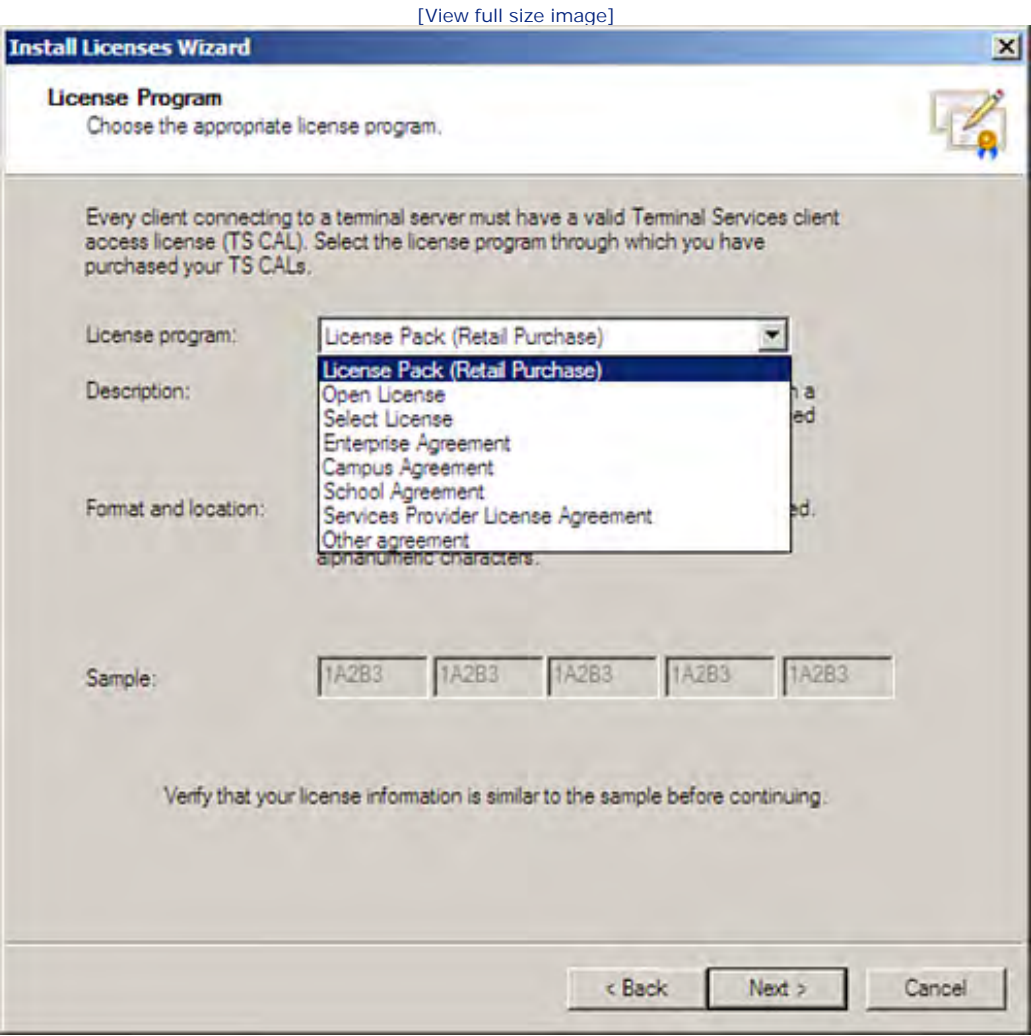 [View full size image]
Install Licenses Wizard
License Program
Choose the appropriate license program.
Every client connecting to a terminal server must have a valid Terminal Services client
access license (TS CAL). Select the license program through which you have
purchased your TS CALs.
License program: License Pack (Retail Purchase)
License Pack (Retail Purchase)
Description: Open License a
Select License ed
Enterprise Agreement
Campus Agreement
School Agreement
Format and location: Services Provider License Agreement ed.
Other agreement
alphanumeric characters.
Sample: 1A2B3 1A2B3 1A2B3 1A2B3 1A2B3
Verify that your license information is similar to the sample before continuing.
< Back Next > Cancel